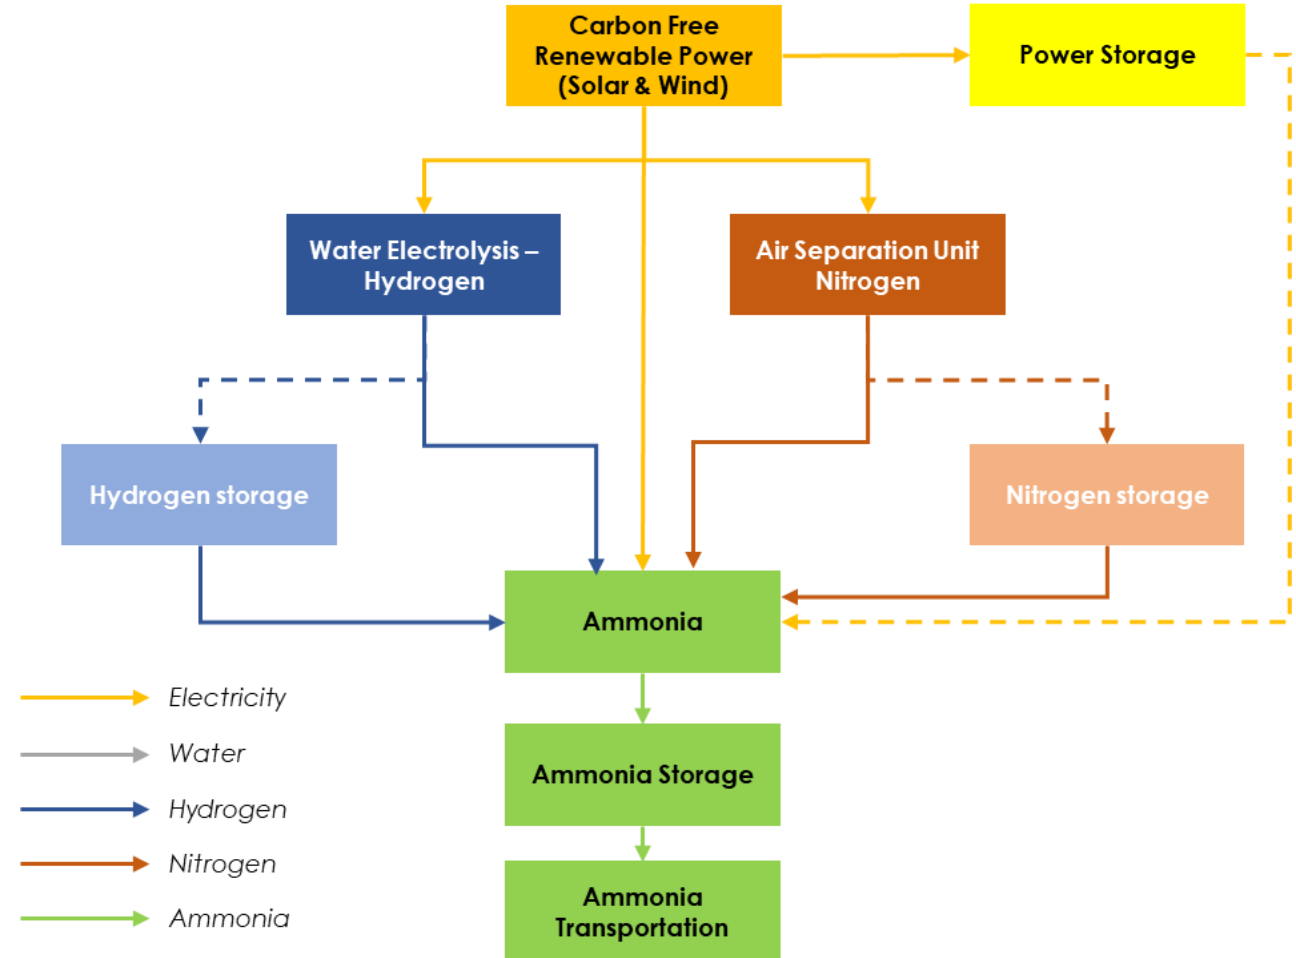 Carbon Free
Renewable Power
(Solar & Wind)
Power Storage
Water Electrolysis –
Hydrogen
Air Separation Unit
Nitrogen
Hydrogen storage
Nitrogen storage
Ammonia
Electricity
Water
Hydrogen
Nitrogen
Ammonia
Ammonia Storage
Ammonia
Transportation